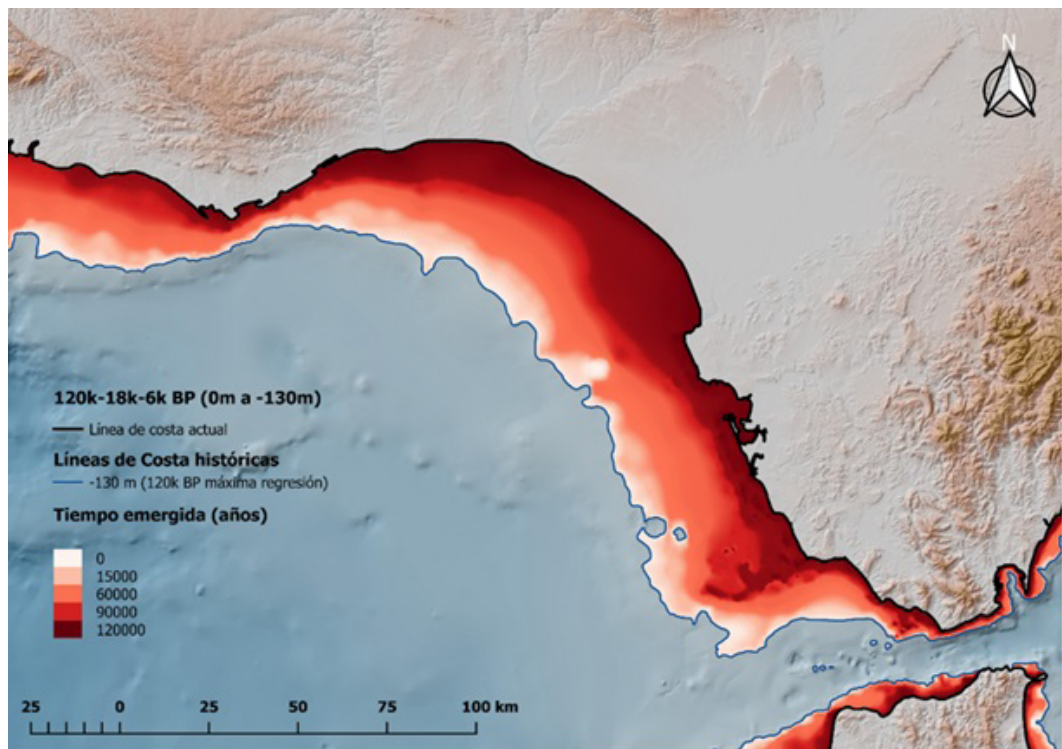 N
120k-18k-6k BP (0m a -130m)
Línea de costa actual
Líneas de Costa históricas
-130 m (120k BP máxima regresión)
Tiempo emergida (años)
0
15000
60000
90000
120000
25 0 25 50 75 100 km